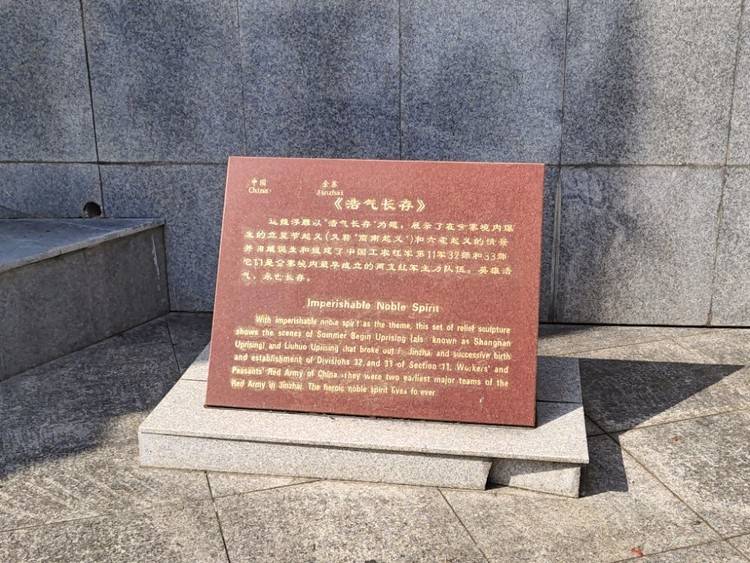 中国 金寨
China Jinzhai
《浩气长存》
这组浮雕以“浩气长存”为题，展示了在金寨境内爆
发的立夏节起义(又称“商南起义”)和六霍起义的情景
并相继诞生和组建了中国工农红军第11军32师和33师
它们是金寨境内最早成立的两支红军主力队伍。英雄浩
气，永世长存。
Imperishable Noble Spirit
With imperishable noble spirit as the theme, this set of relief sculpture
shows the scenes of Sommer Begin Uprising (als known as Shangnan
Uprising) and Liuhuo Uprising that broke out Jinzhai and successive birth
and establishment of Divisions 32 and 33 of Section 11, Workers' and
Peasants' Red Army of China. they were two earliest major teams of the
Red Army in Jinzhai. The heroic noble spirit lives fo ever